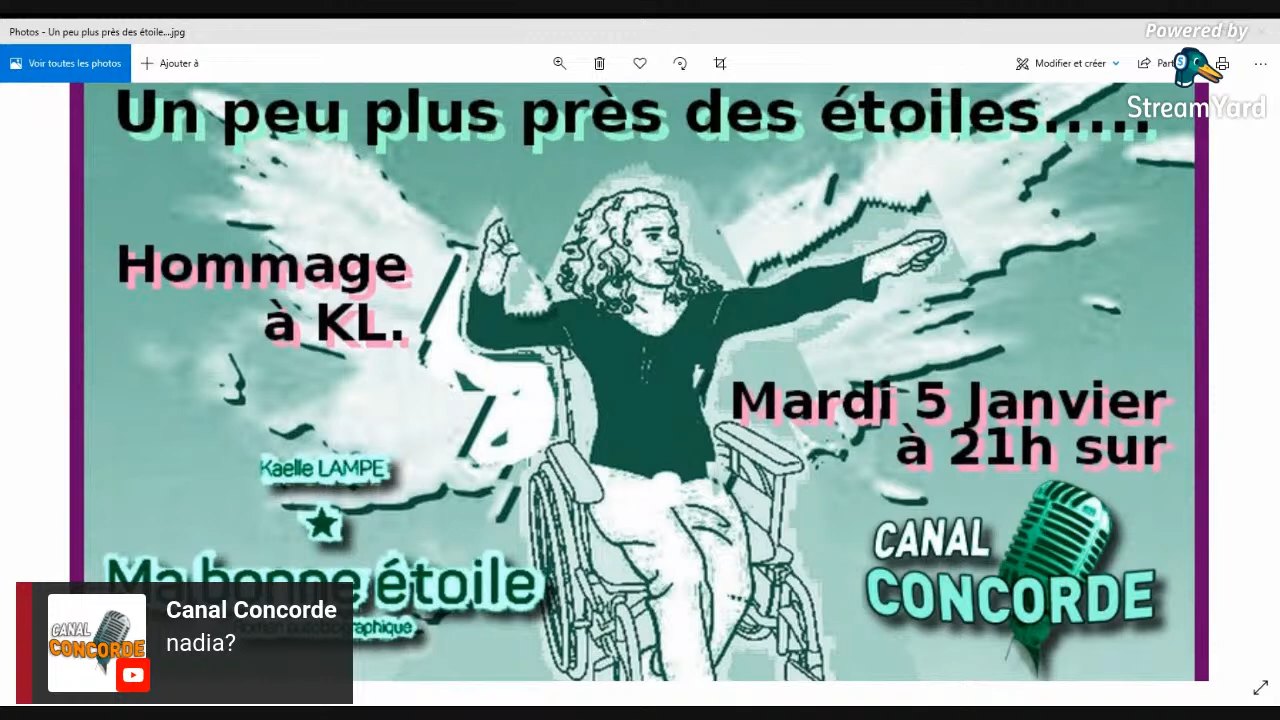 Photos - Un peu plus près des étoile...jpg
Powered by
StreamYard
Voir toutes les photos
Ajouter à
Modifier et créer
Un peu plus près des étoiles.....
Hommage
à KL.
Mardi 5 Janvier
à 21h sur
CANAL
CONCORDE
Kaelle LAMPE
Ma bonne étoile
CANAL
CONCORDE
Canal Concorde
nadia?